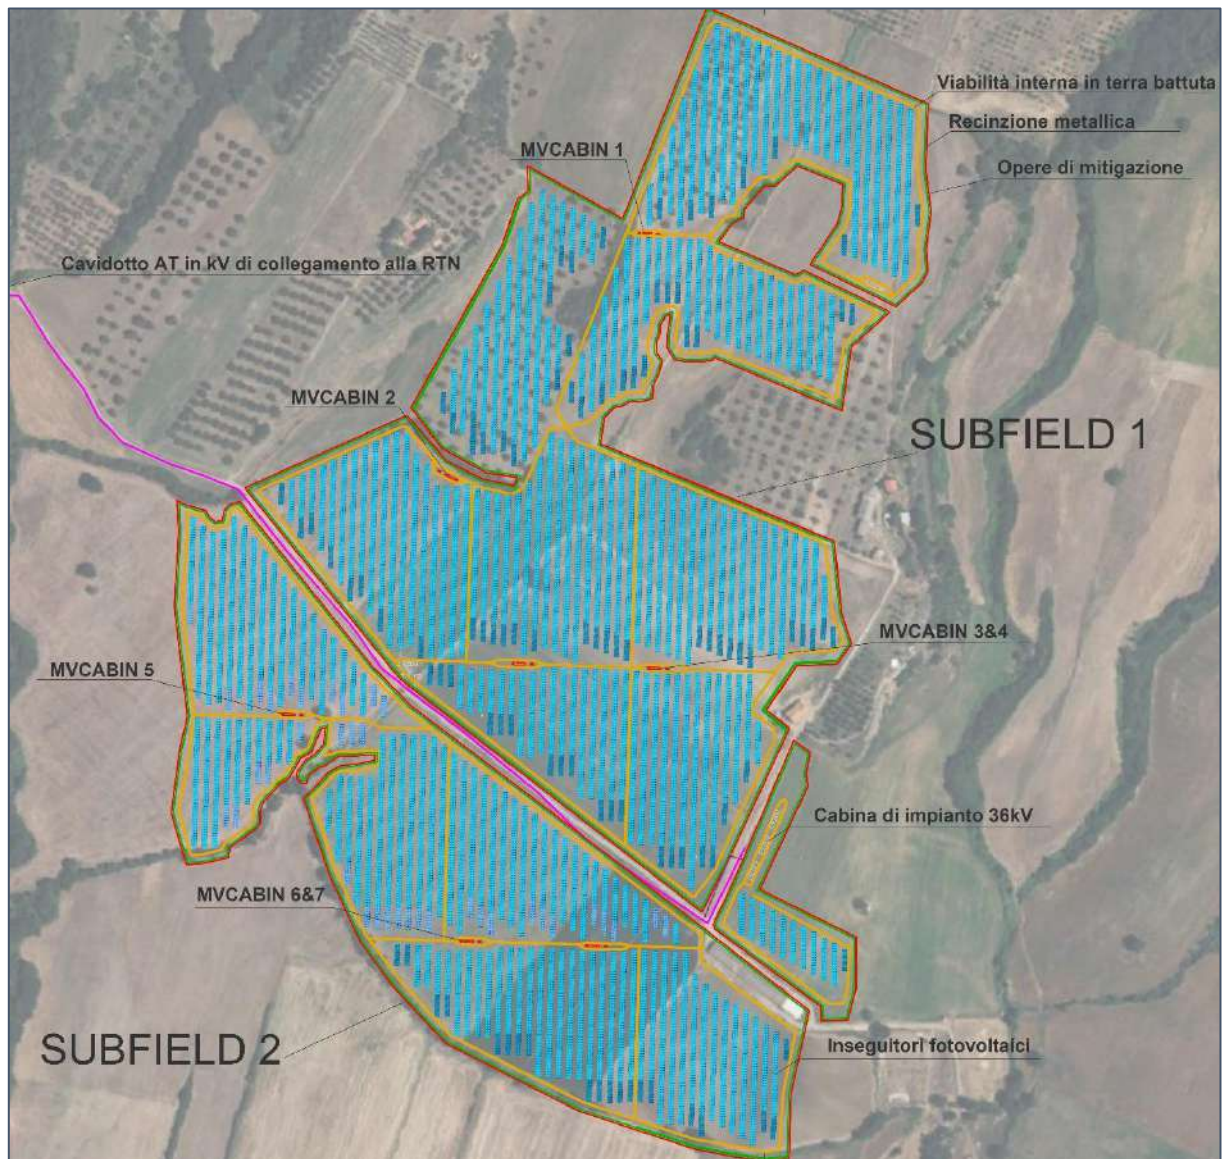 Viabilità interna in terra battuta
Recinzione metallica
MVCABIN 1
Opere di mitigazione
Cavidotto AT in kV di collegamento alla RTN
MVCABIN 2
SUBFIELD 1
MVCABIN 3&4
MVCABIN 5
Cabina di impianto 36kV
MVCABIN 6&7
SUBFIELD 2
Inseguitori fotovoltaici